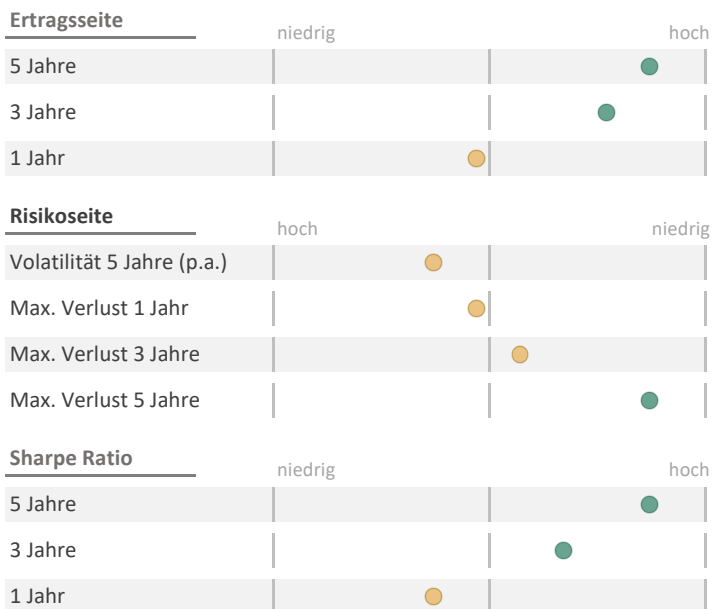 Ertragsseite
niedrig hoch
5 Jahre
3 Jahre
1 Jahr
Risikoseite
hoch niedrig
Volatilität 5 Jahre (p.a.)
Max. Verlust 1 Jahr
Max. Verlust 3 Jahre
Max. Verlust 5 Jahre
Sharpe Ratio
niedrig hoch
5 Jahre
3 Jahre
1 Jahr